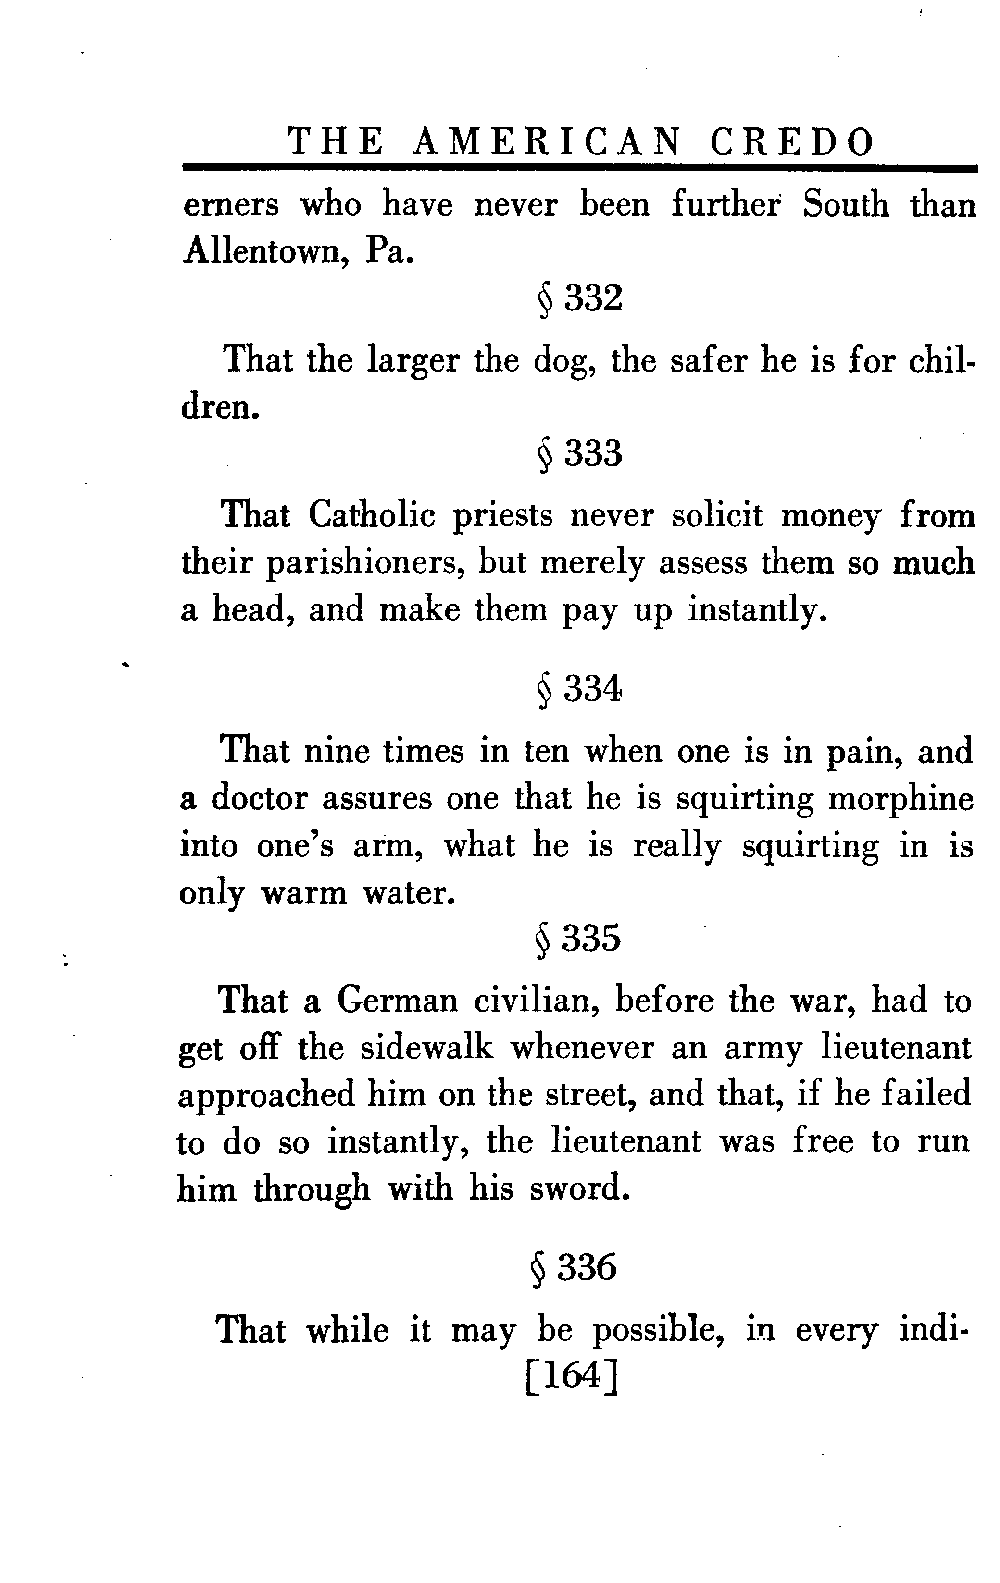 THE AMERICAN CREDO
erners who have never been further South than
Allentown, Pa.
§ 332
That the larger the dog, the safer he is for chil-
dren.
§ 333
That Catholic priests never solicit money from
their parishioners, but merely assess them so much
a head, and make them pay up instantly.
§ 334
That nine times in ten when one is in pain, and
a doctor assures one that he is squirting morphine
into one's arm, what he is really squirting in is
only warm water.
§ 335
That a German civilian, before the war, had to
get off the sidewalk whenever an army lieutenant
approached him on the street, and that, if he failed
to do so instantly, the lieutenant was free to run
him through with his sword.
§ 336
That while it may be possible, in every indi-
[164]